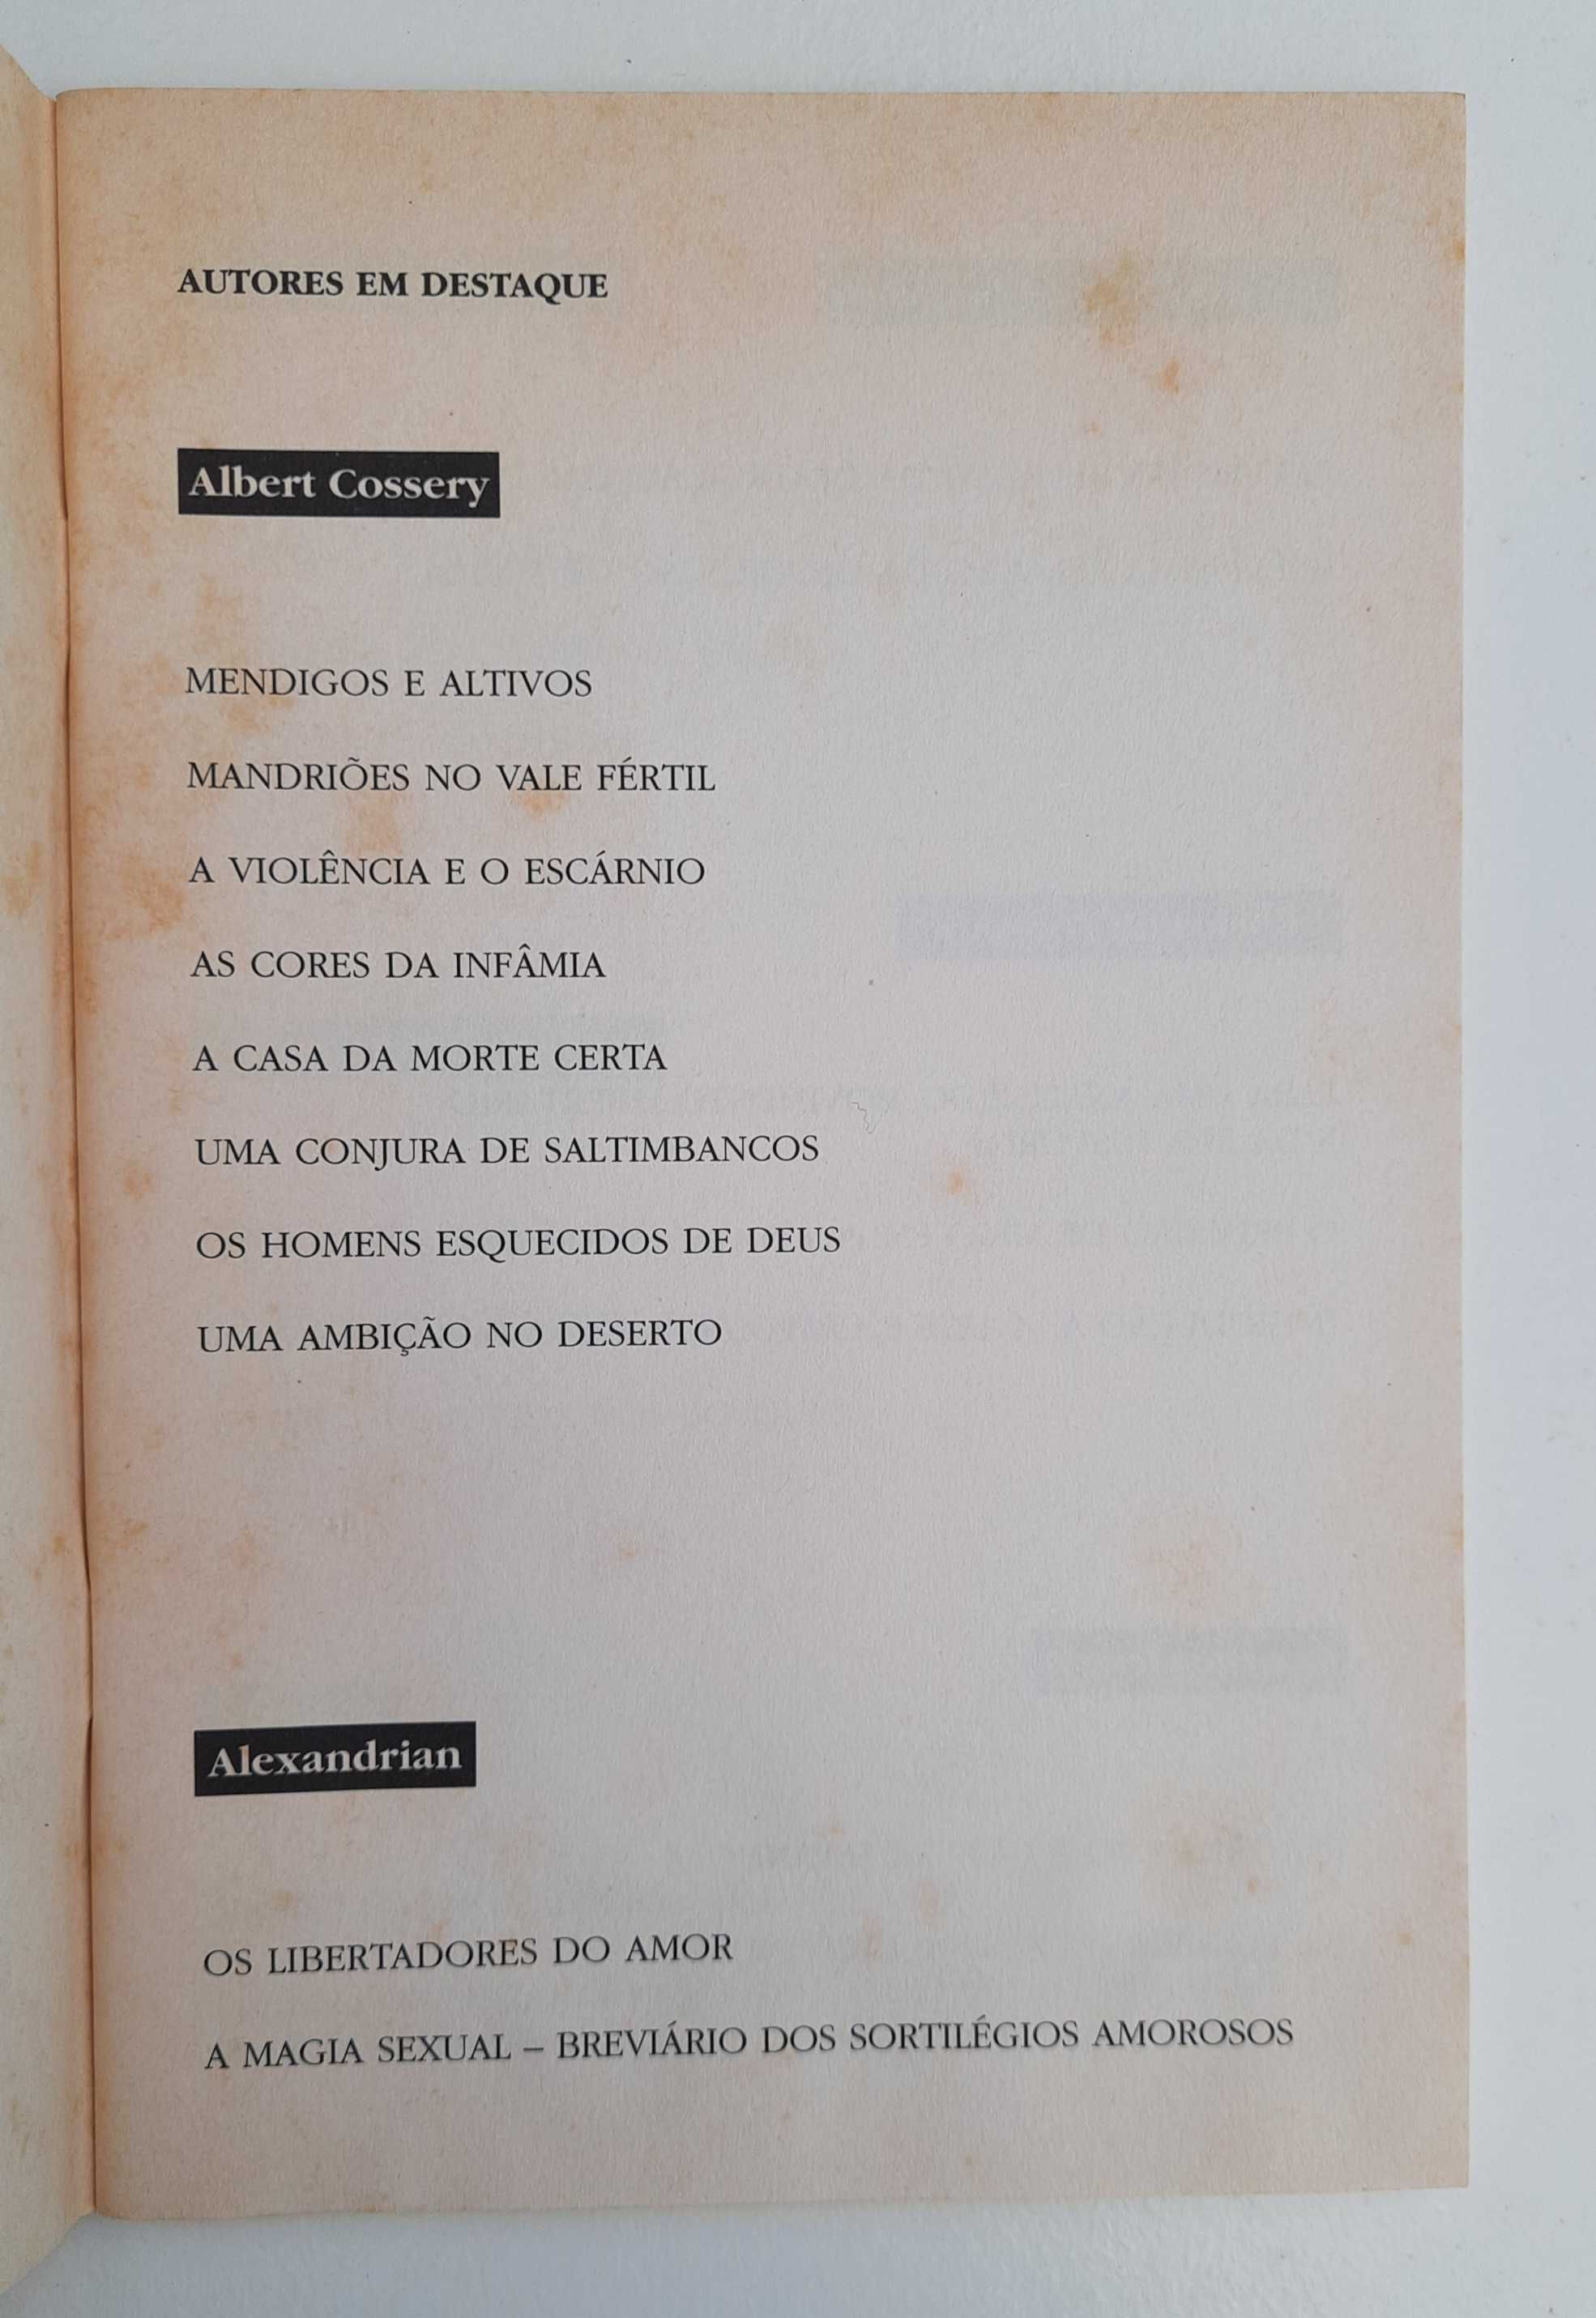 AUTORES EM DESTAQUE
Albert Cossery
MENDIGOS E ALTIVOS
MANDRIÕES NO VALE FÉRTIL
A VIOLÊNCIA E O ESCÁRNIO
AS CORES DA INFÂMIA
A CASA DA MORTE CERTA
UMA CONJURA DE SALTIMBANCOS
OS HOMENS ESQUECIDOS DE DEUS
UMA AMBIÇÃO NO DESERTO
Alexandrian
OS LIBERTADORES DO AMOR
A MAGIA SEXUAL – BREVIÁRIO DOS SORTILÉGIOS AMOROSOS